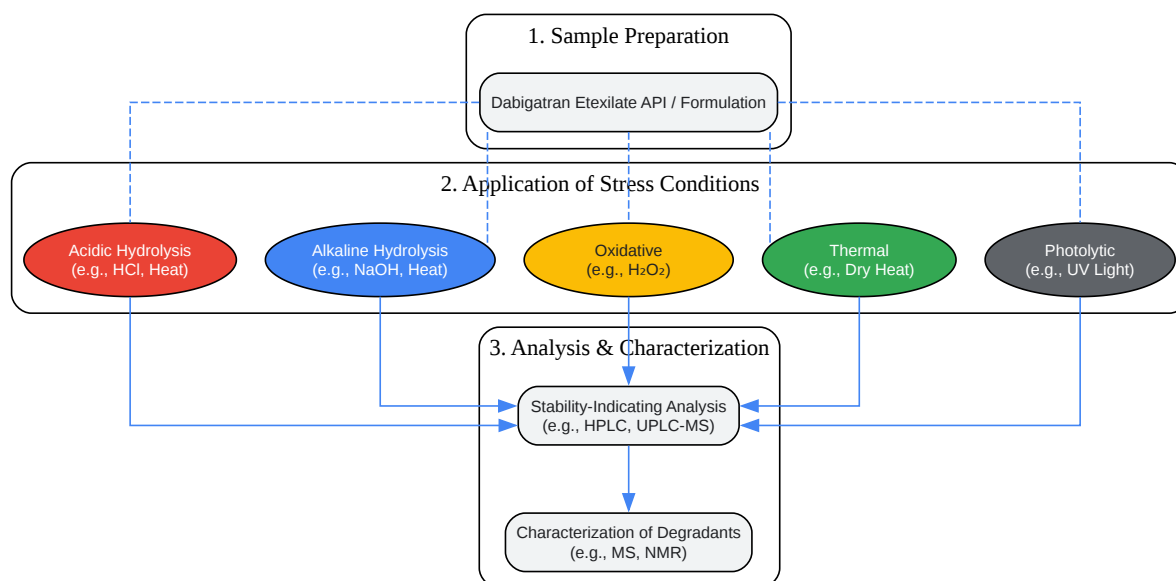 1. Sample Preparation
Dabigatran Etexilate API / Formulation
2. Application of Stress Conditions
Acidic Hydrolysis
(e.g., HCl, Heat)
Alkaline Hydrolysis
(e.g., NaOH, Heat)
Oxidative
(e.g., H₂O₂)
Thermal
(e.g., Dry Heat)
Photolytic
(e.g., UV Light)
3. Analysis & Characterization
Stability-Indicating Analysis
(e.g., HPLC, UPLC-MS)
Characterization of Degradants
(e.g., MS, NMR)